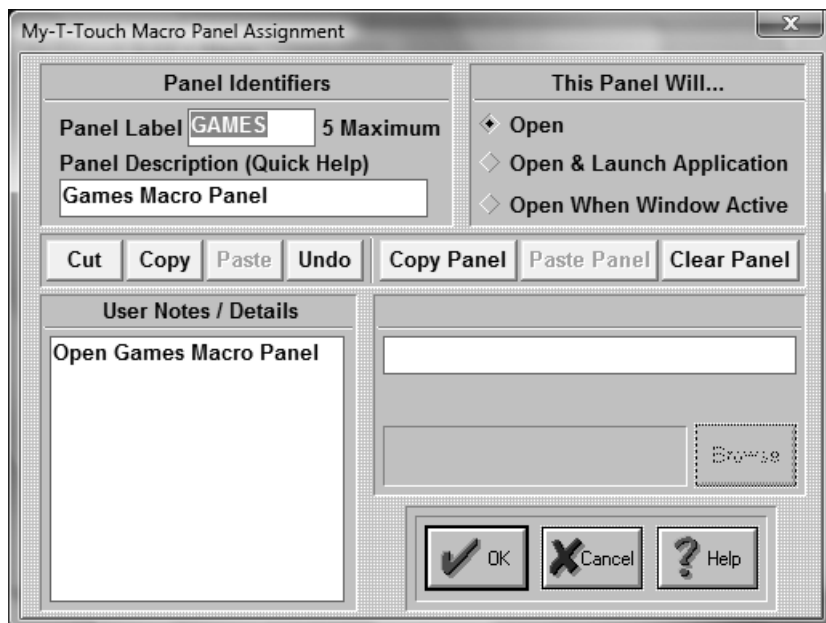 My-T-Touch Macro Panel Assignment
X
Panel Identifiers
Panel Label GAMES 5 Maximum
Panel Description (Quick Help)
Games Macro Panel
This Panel Will...
Open
Open & Launch Application
Open When Window Active
Cut Copy Paste Undo Copy Panel Paste Panel Clear Panel
User Notes / Details
Open Games Macro Panel
Browse
OK Cancel ? Help